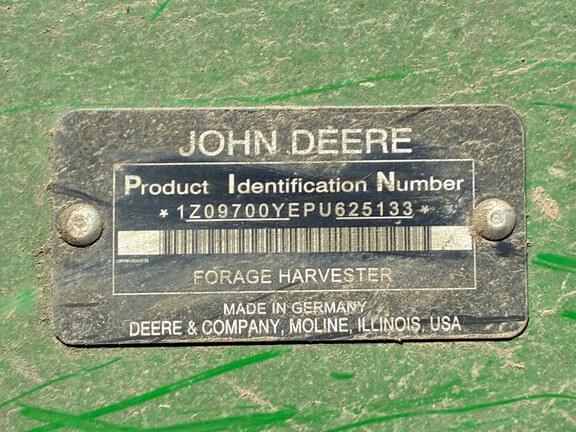 JOHN DEERE
Product Identification Number
*1Z09700YEPU625133*
FORAGE HARVESTER
MADE IN GERMANY
DEERE & COMPANY, MOLINE, ILLINOIS, USA